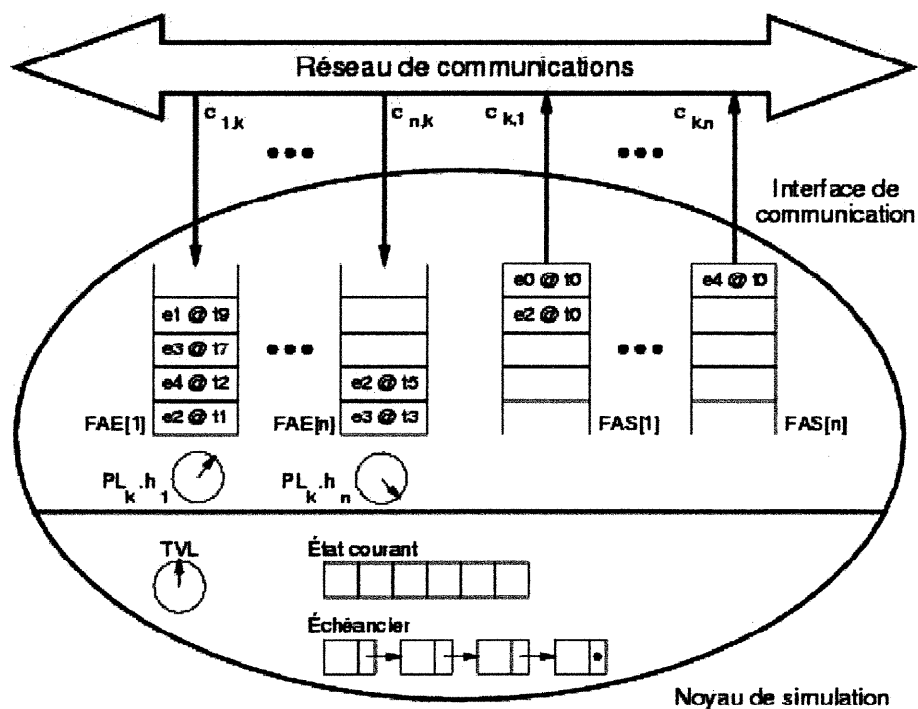 Réseau de communications
c 1,k
c n,k
c k,1
c k,n
Interface de
communication
e1 @ t9
e3 @ t7
e4 @ t2
e2 @ t1
FAE[1]
e2 @ t5
e3 @ t3
FAE[n]
e0 @ t0
e2 @ t0
FAS[1]
e4 @ t0
FAS[n]
PL k .h 1
PL k .h n
TVL
État courant
Échéancier
Noyau de simulation